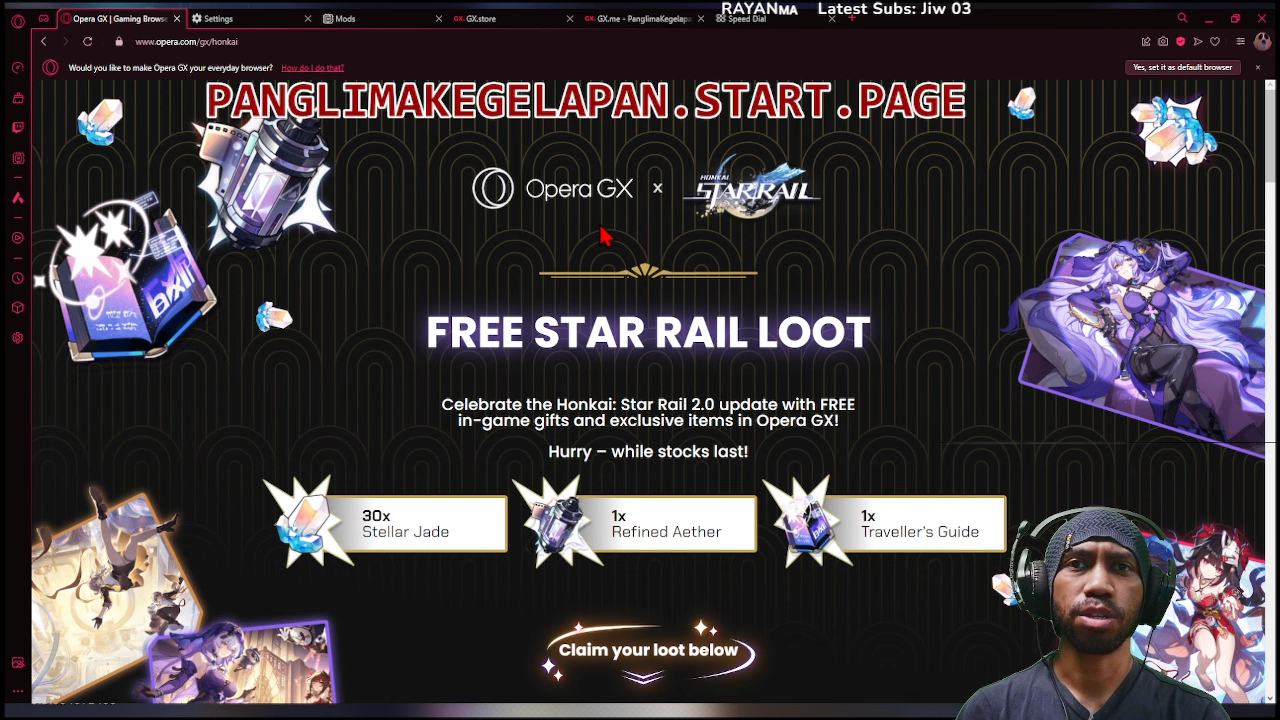 RAYANMA Latest Subs: Jiw 03
Opera GX | Gaming Brows
Settings
Mods
GX.store
GX.me - PanglimaKegelapa
Speed Dial
www.opera.com/gx/honkai
Would you like to make Opera GX your everyday browser? How do I do that?
Yes, set it as default browser
PANGLIMAKEGELAPAN.START.PAGE
Opera GX x HONKAI STAR RAIL
FREE STAR RAIL LOOT
Celebrate the Honkai: Star Rail 2.0 update with FREE
in-game gifts and exclusive items in Opera GX!
Hurry – while stocks last!
30x
Stellar Jade
1x
Refined Aether
1x
Traveller's Guide
Claim your loot below